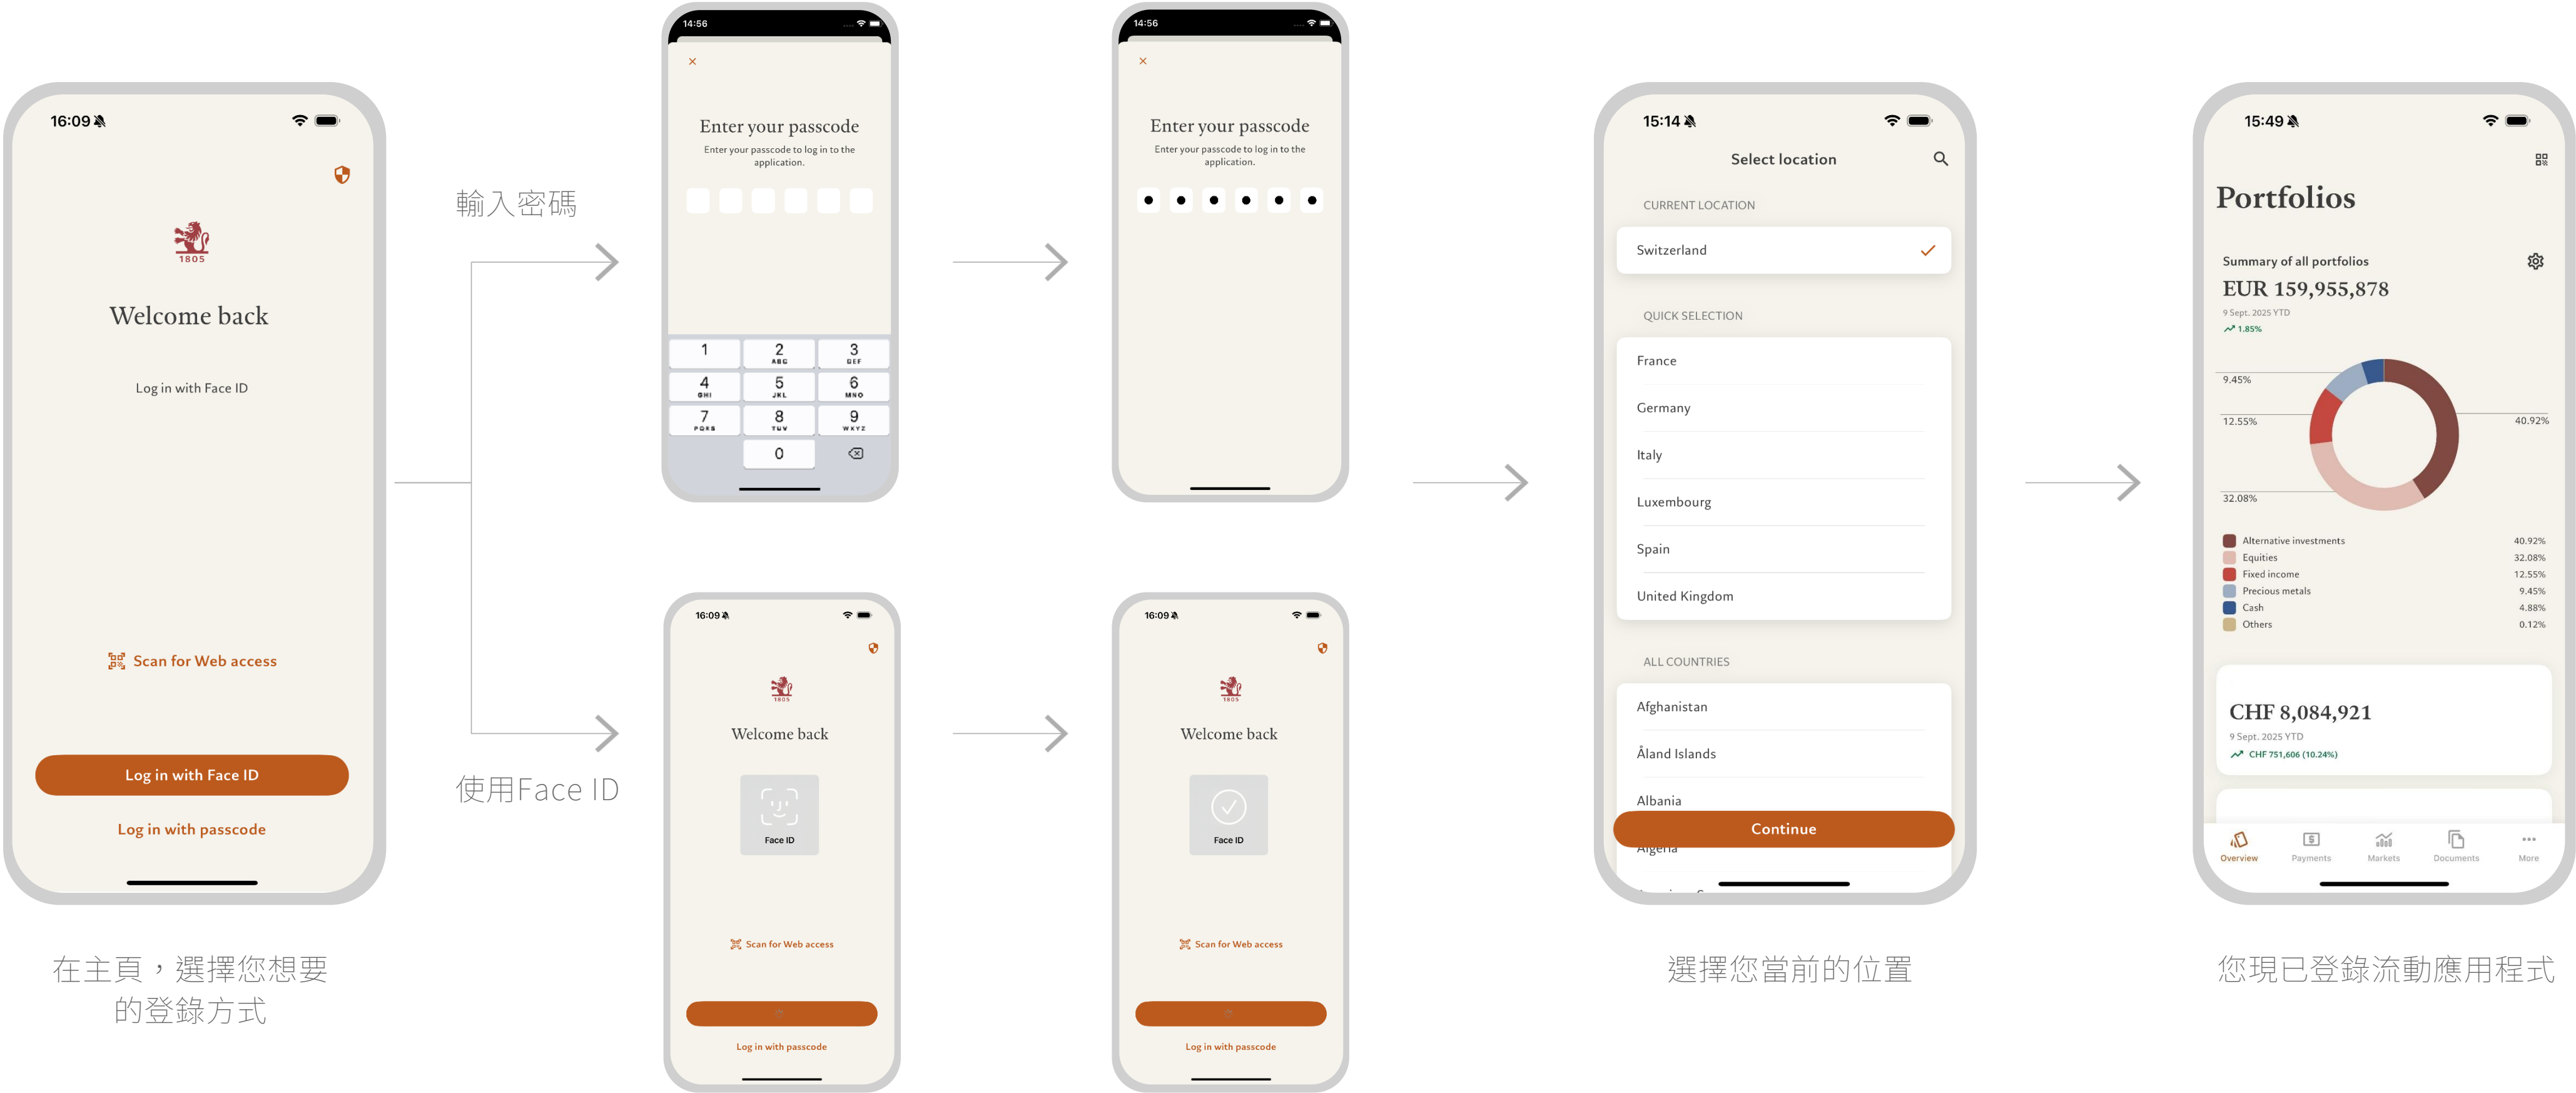 16:09
1805
Welcome back
Log in with Face ID
Scan for Web access
Log in with Face ID
Log in with passcode
在主頁，選擇您想要
的登錄方式
輸入密碼
使用Face ID
14:56
Enter your passcode
Enter your passcode to log in to the
application.
1
2
ABC
3
DEF
4
GHI
5
JKL
6
MNO
7
PQRS
8
TUV
9
WXYZ
0
14:56
Enter your passcode
Enter your passcode to log in to the
application.
16:09
1805
Welcome back
Face ID
Scan for Web access
Log in with passcode
16:09
1805
Welcome back
Face ID
Scan for Web access
Log in with passcode
15:14
Select location
CURRENT LOCATION
Switzerland
QUICK SELECTION
France
Germany
Italy
Luxembourg
Spain
United Kingdom
ALL COUNTRIES
Afghanistan
Åland Islands
Albania
Continue
Algeria
選擇您當前的位置
15:49
Portfolios
Summary of all portfolios
EUR 159,955,878
9 Sept. 2025 YTD
1.85%
9.45%
12.55%
40.92%
32.08%
Alternative investments 40.92%
Equities 32.08%
Fixed income 12.55%
Precious metals 9.45%
Cash 4.88%
Others 0.12%
CHF 8,084,921
9 Sept. 2025 YTD
CHF 751,606 (10.24%)
Overview Payments Markets Documents More
您現已登錄流動應用程式